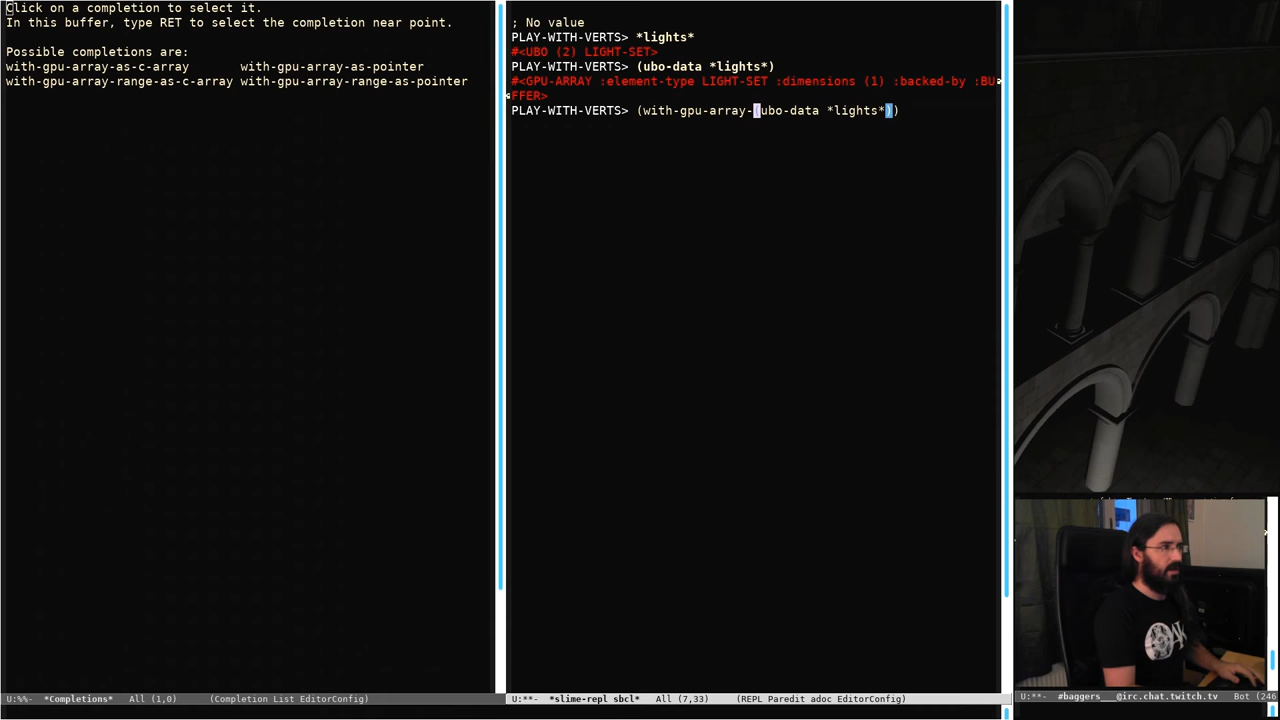 Click on a completion to select it.
In this buffer, type RET to select the completion near point.
Possible completions are:
with-gpu-array-as-c-array with-gpu-array-as-pointer
with-gpu-array-range-as-c-array with-gpu-array-range-as-pointer
U:%%- *Completions* All (1,0) (Completion List EditorConfig)
; No value
PLAY-WITH-VERTS> *lights*
#<UBO (2) LIGHT-SET>
PLAY-WITH-VERTS> (ubo-data *lights*)
#<GPU-ARRAY :element-type LIGHT-SET :dimensions (1) :backed-by :BU
FFER>
PLAY-WITH-VERTS> (with-gpu-array-(ubo-data *lights*))
U:**- *slime-repl sbcl* All (7,33) (REPL Paredit adoc EditorConfig)
U:**- #baggers___@irc.chat.twitch.tv Bot (246